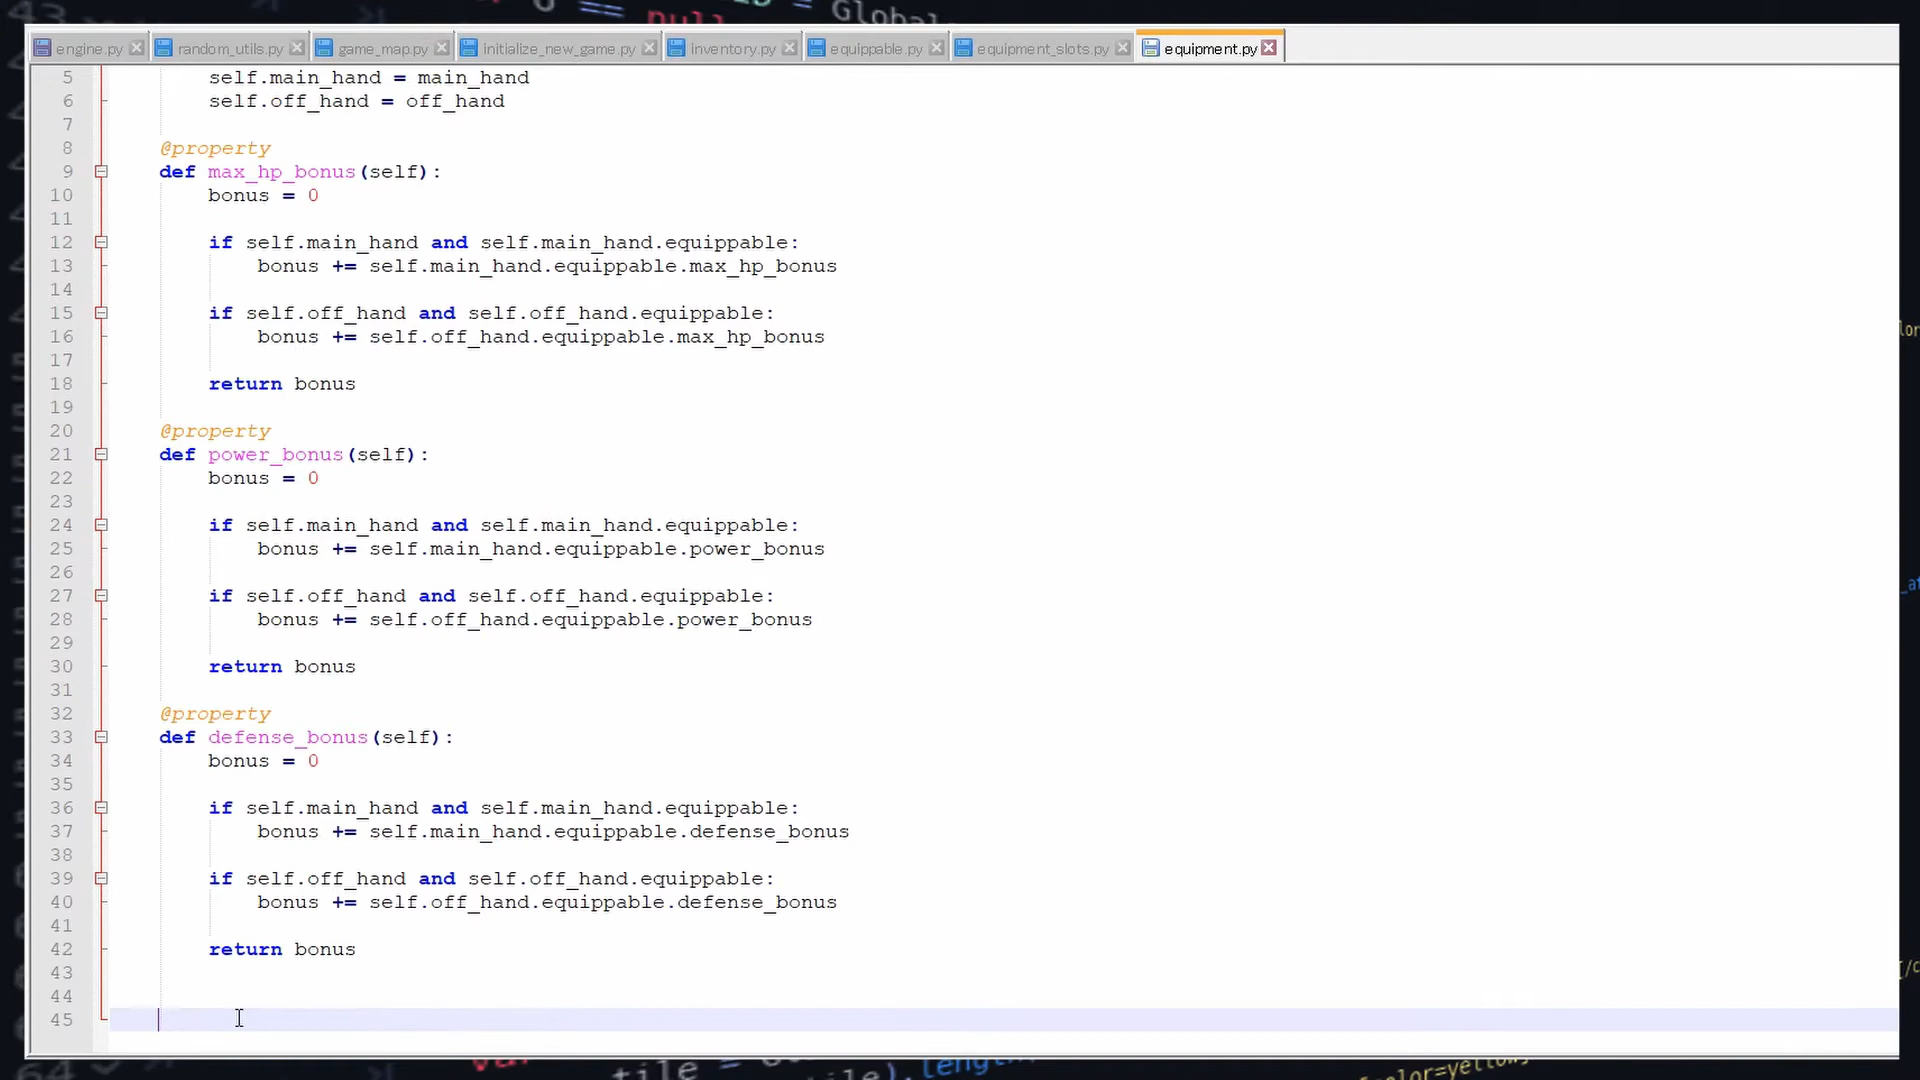 == null = Global
engine.py random_utils.py game_map.py initialize_new_game.py inventory.py equippable.py equipment_slots.py equipment.py
5 self.main_hand = main_hand
6 self.off_hand = off_hand
7
8 @property
9 def max_hp_bonus(self):
10 bonus = 0
11
12 if self.main_hand and self.main_hand.equippable:
13 bonus += self.main_hand.equippable.max_hp_bonus
14
15 if self.off_hand and self.off_hand.equippable:
16 bonus += self.off_hand.equippable.max_hp_bonus
17
18 return bonus
19
20 @property
21 def power_bonus(self):
22 bonus = 0
23
24 if self.main_hand and self.main_hand.equippable:
25 bonus += self.main_hand.equippable.power_bonus
26
27 if self.off_hand and self.off_hand.equippable:
28 bonus += self.off_hand.equippable.power_bonus
29
30 return bonus
31
32 @property
33 def defense_bonus(self):
34 bonus = 0
35
36 if self.main_hand and self.main_hand.equippable:
37 bonus += self.main_hand.equippable.defense_bonus
38
39 if self.off_hand and self.off_hand.equippable:
40 bonus += self.off_hand.equippable.defense_bonus
41
42 return bonus
43
44
45